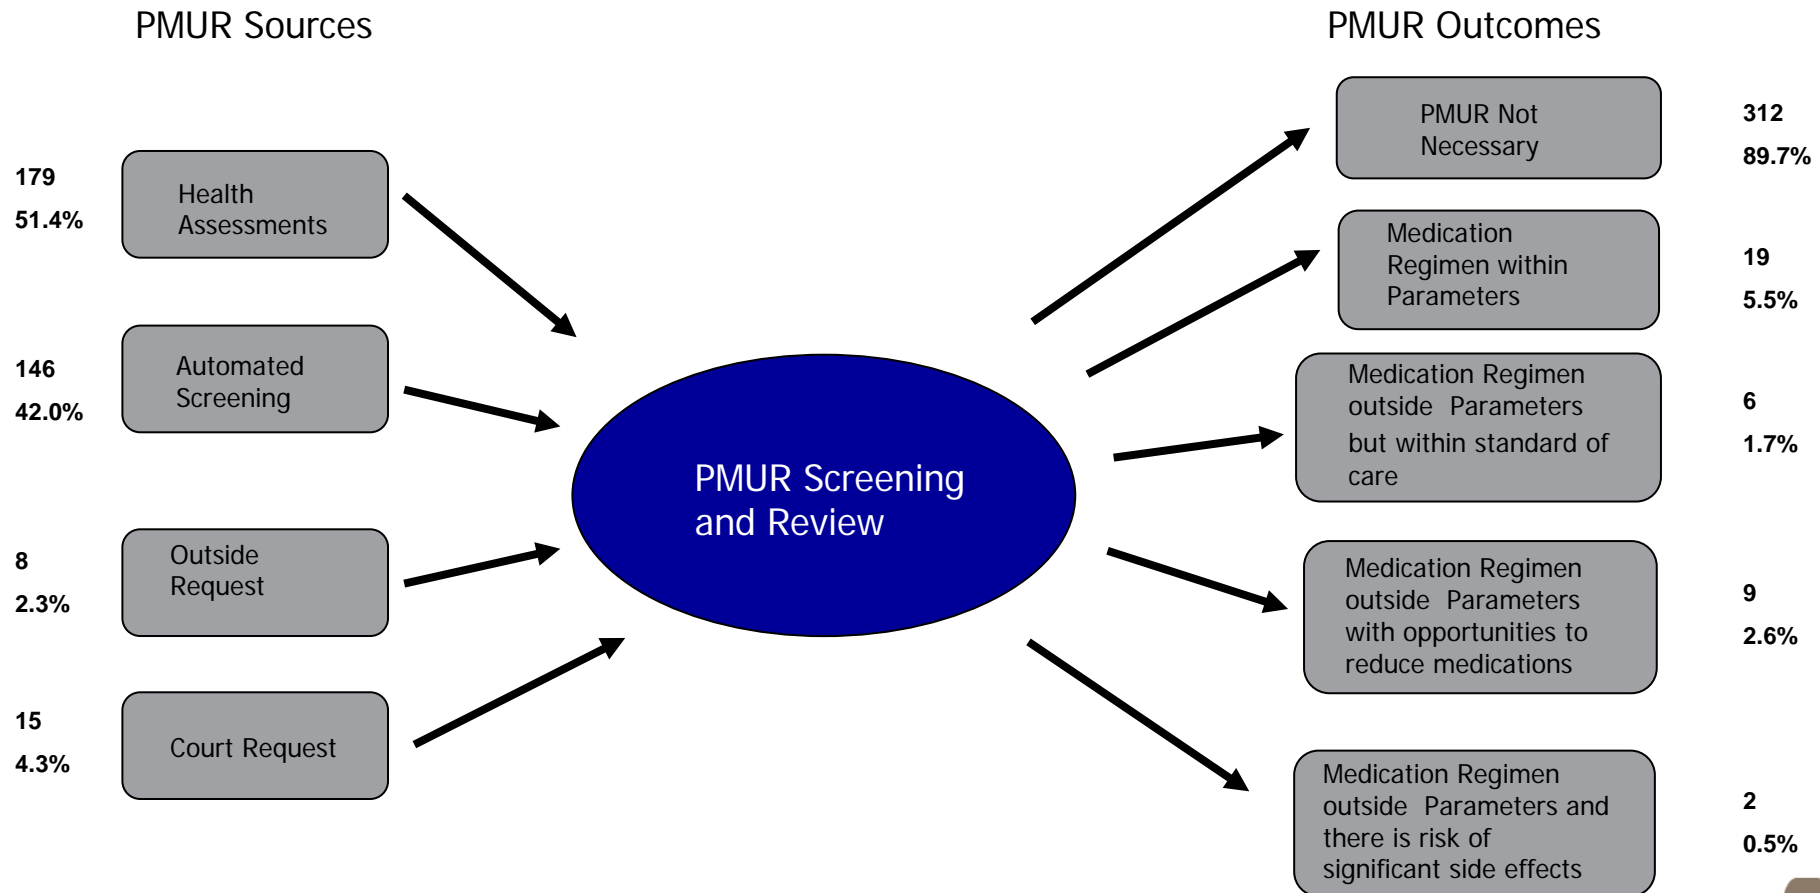 PMUR Sources
PMUR Outcomes
179
51.4%
Health
Assessments
146
42.0%
Automated
Screening
8
2.3%
Outside
Request
15
4.3%
Court Request
PMUR Screening
and Review
PMUR Not
Necessary
312
89.7%
Medication
Regimen within
Parameters
19
5.5%
Medication Regimen
outside Parameters
but within standard of
care
6
1.7%
Medication Regimen
outside Parameters
with opportunities to
reduce medications
9
2.6%
Medication Regimen
outside Parameters and
there is risk of
significant side effects
2
0.5%